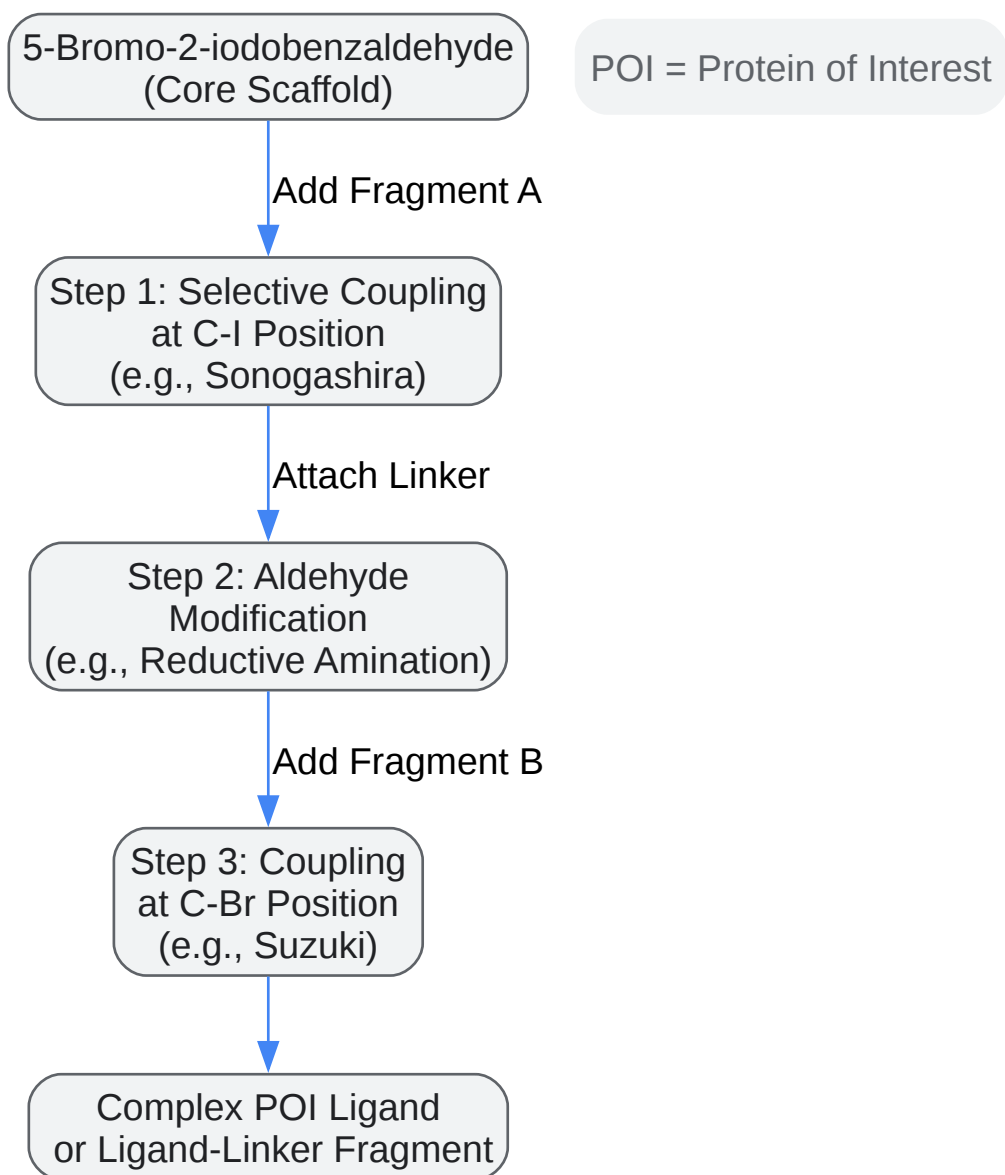 5-Bromo-2-iodobenzaldehyde
(Core Scaffold)
POI = Protein of Interest
Add Fragment A
Step 1: Selective Coupling
at C-I Position
(e.g., Sonogashira)
Attach Linker
Step 2: Aldehyde
Modification
(e.g., Reductive Amination)
Add Fragment B
Step 3: Coupling
at C-Br Position
(e.g., Suzuki)
Complex POI Ligand
or Ligand-Linker Fragment